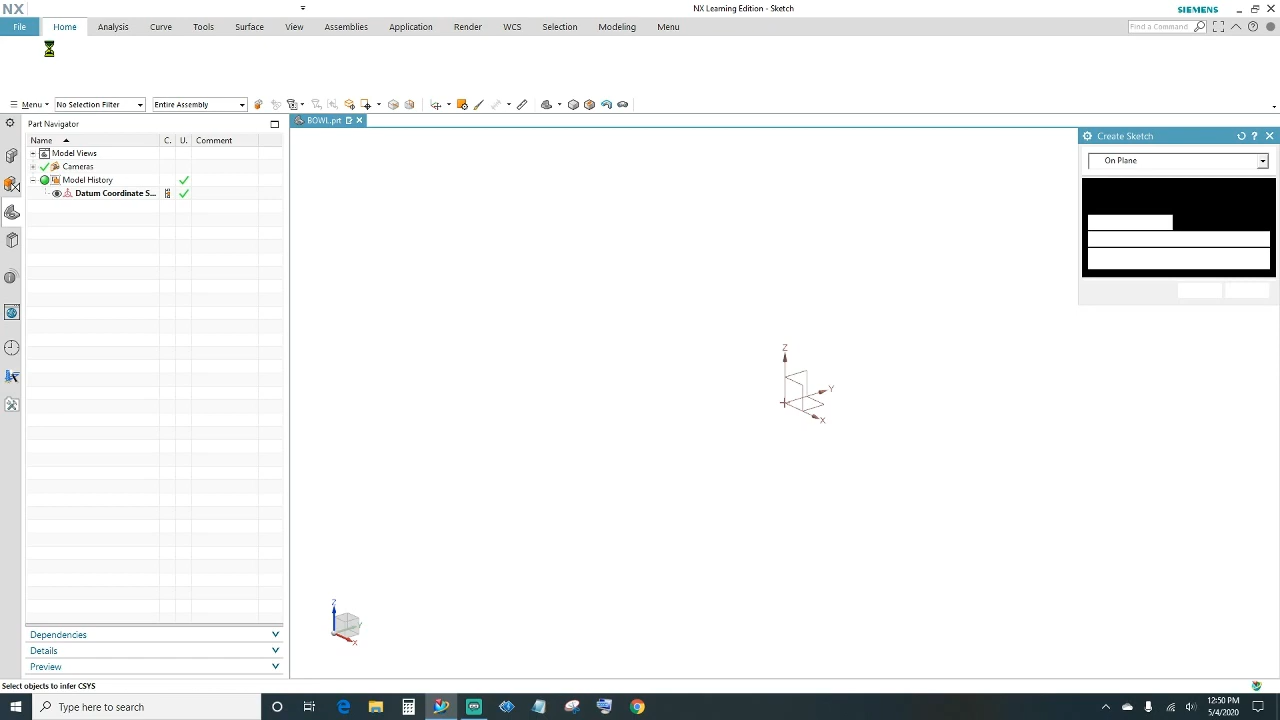 NX
NX Learning Edition - Sketch
SIEMENS
File
Home
Analysis
Curve
Tools
Surface
View
Assemblies
Application
Render
WCS
Selection
Modeling
Menu
Find a Command
Menu
No Selection Filter
Entire Assembly
Part Navigator
BOWL.prt
Create Sketch
Name
C.
U.
Comment
Model Views
On Plane
Cameras
Model History
Datum Coordinate S...
Z
Y
X
Z
Y
X
Dependencies
Details
Preview
Select objects to infer CSYS
Type here to search
12:50 PM
5/4/2020